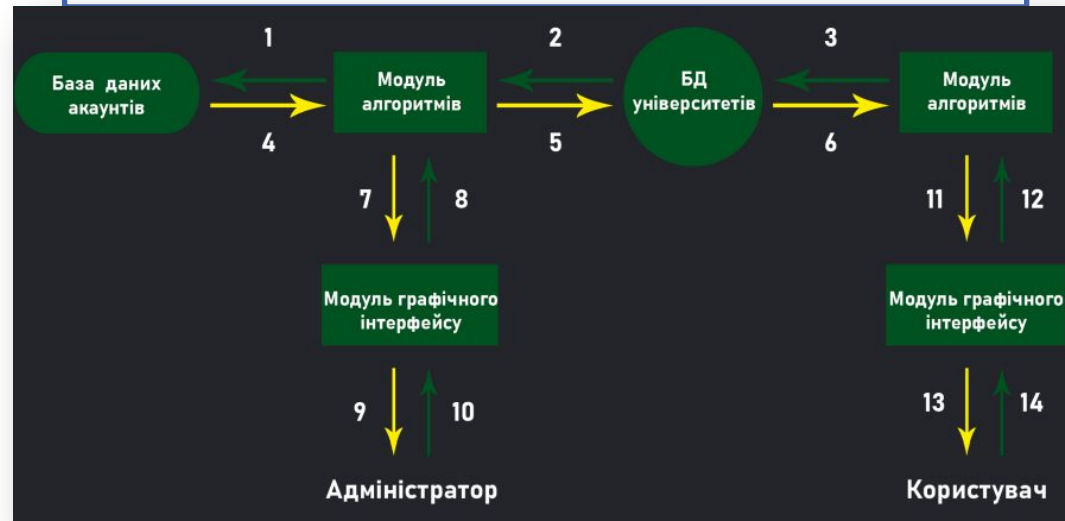 1
2
3
База даних
акаунтів
Модуль
алгоритмів
БД
університетів
Модуль
алгоритмів
4
5
6
7
8
11
12
Модуль графічного
інтерфейсу
Модуль графічного
інтерфейсу
9
10
13
14
Адміністратор
Користувач